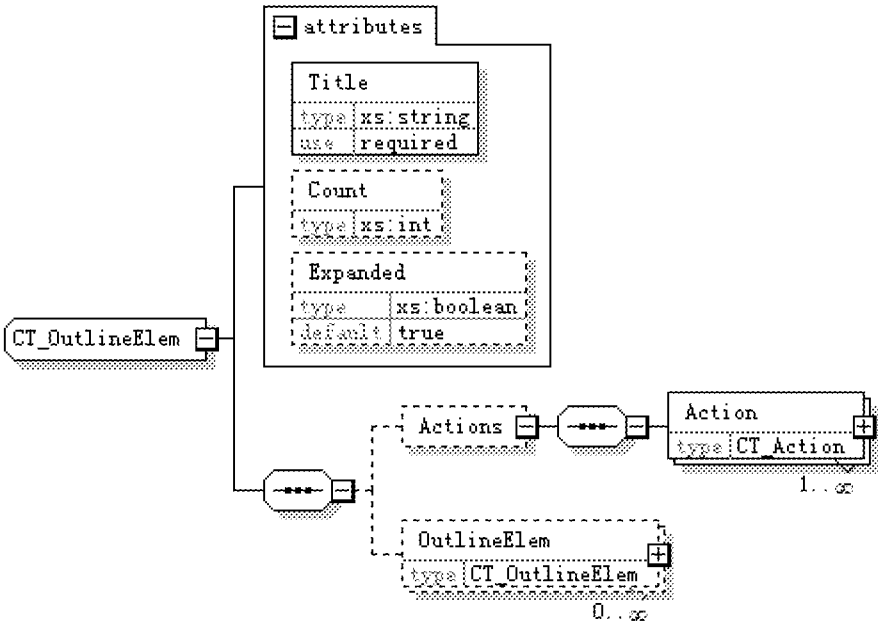 attributes
Title
type xs:string
use required
Count
type xs:int
Expanded
type xs:boolean
default true
CT_OutlineElem
Actions
Action
type CT_Action
1..∞
OutlineElem
type CT_OutlineElem
0..∞